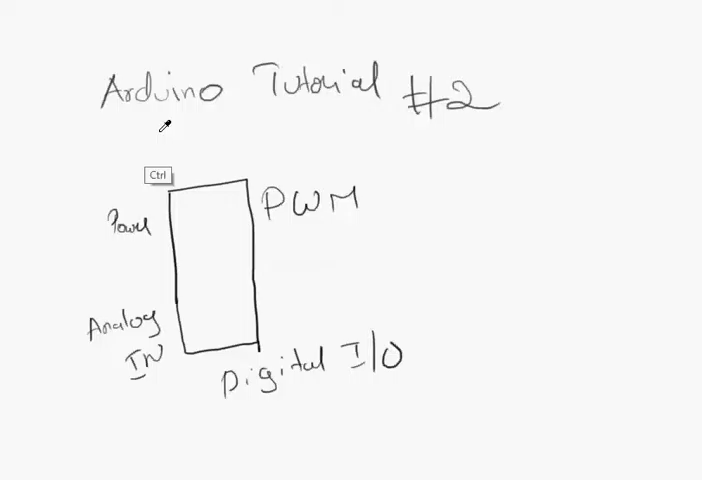 Arduino Tutorial #2
Ctrl
PWM
Power
Analog
IN
Digital I/O